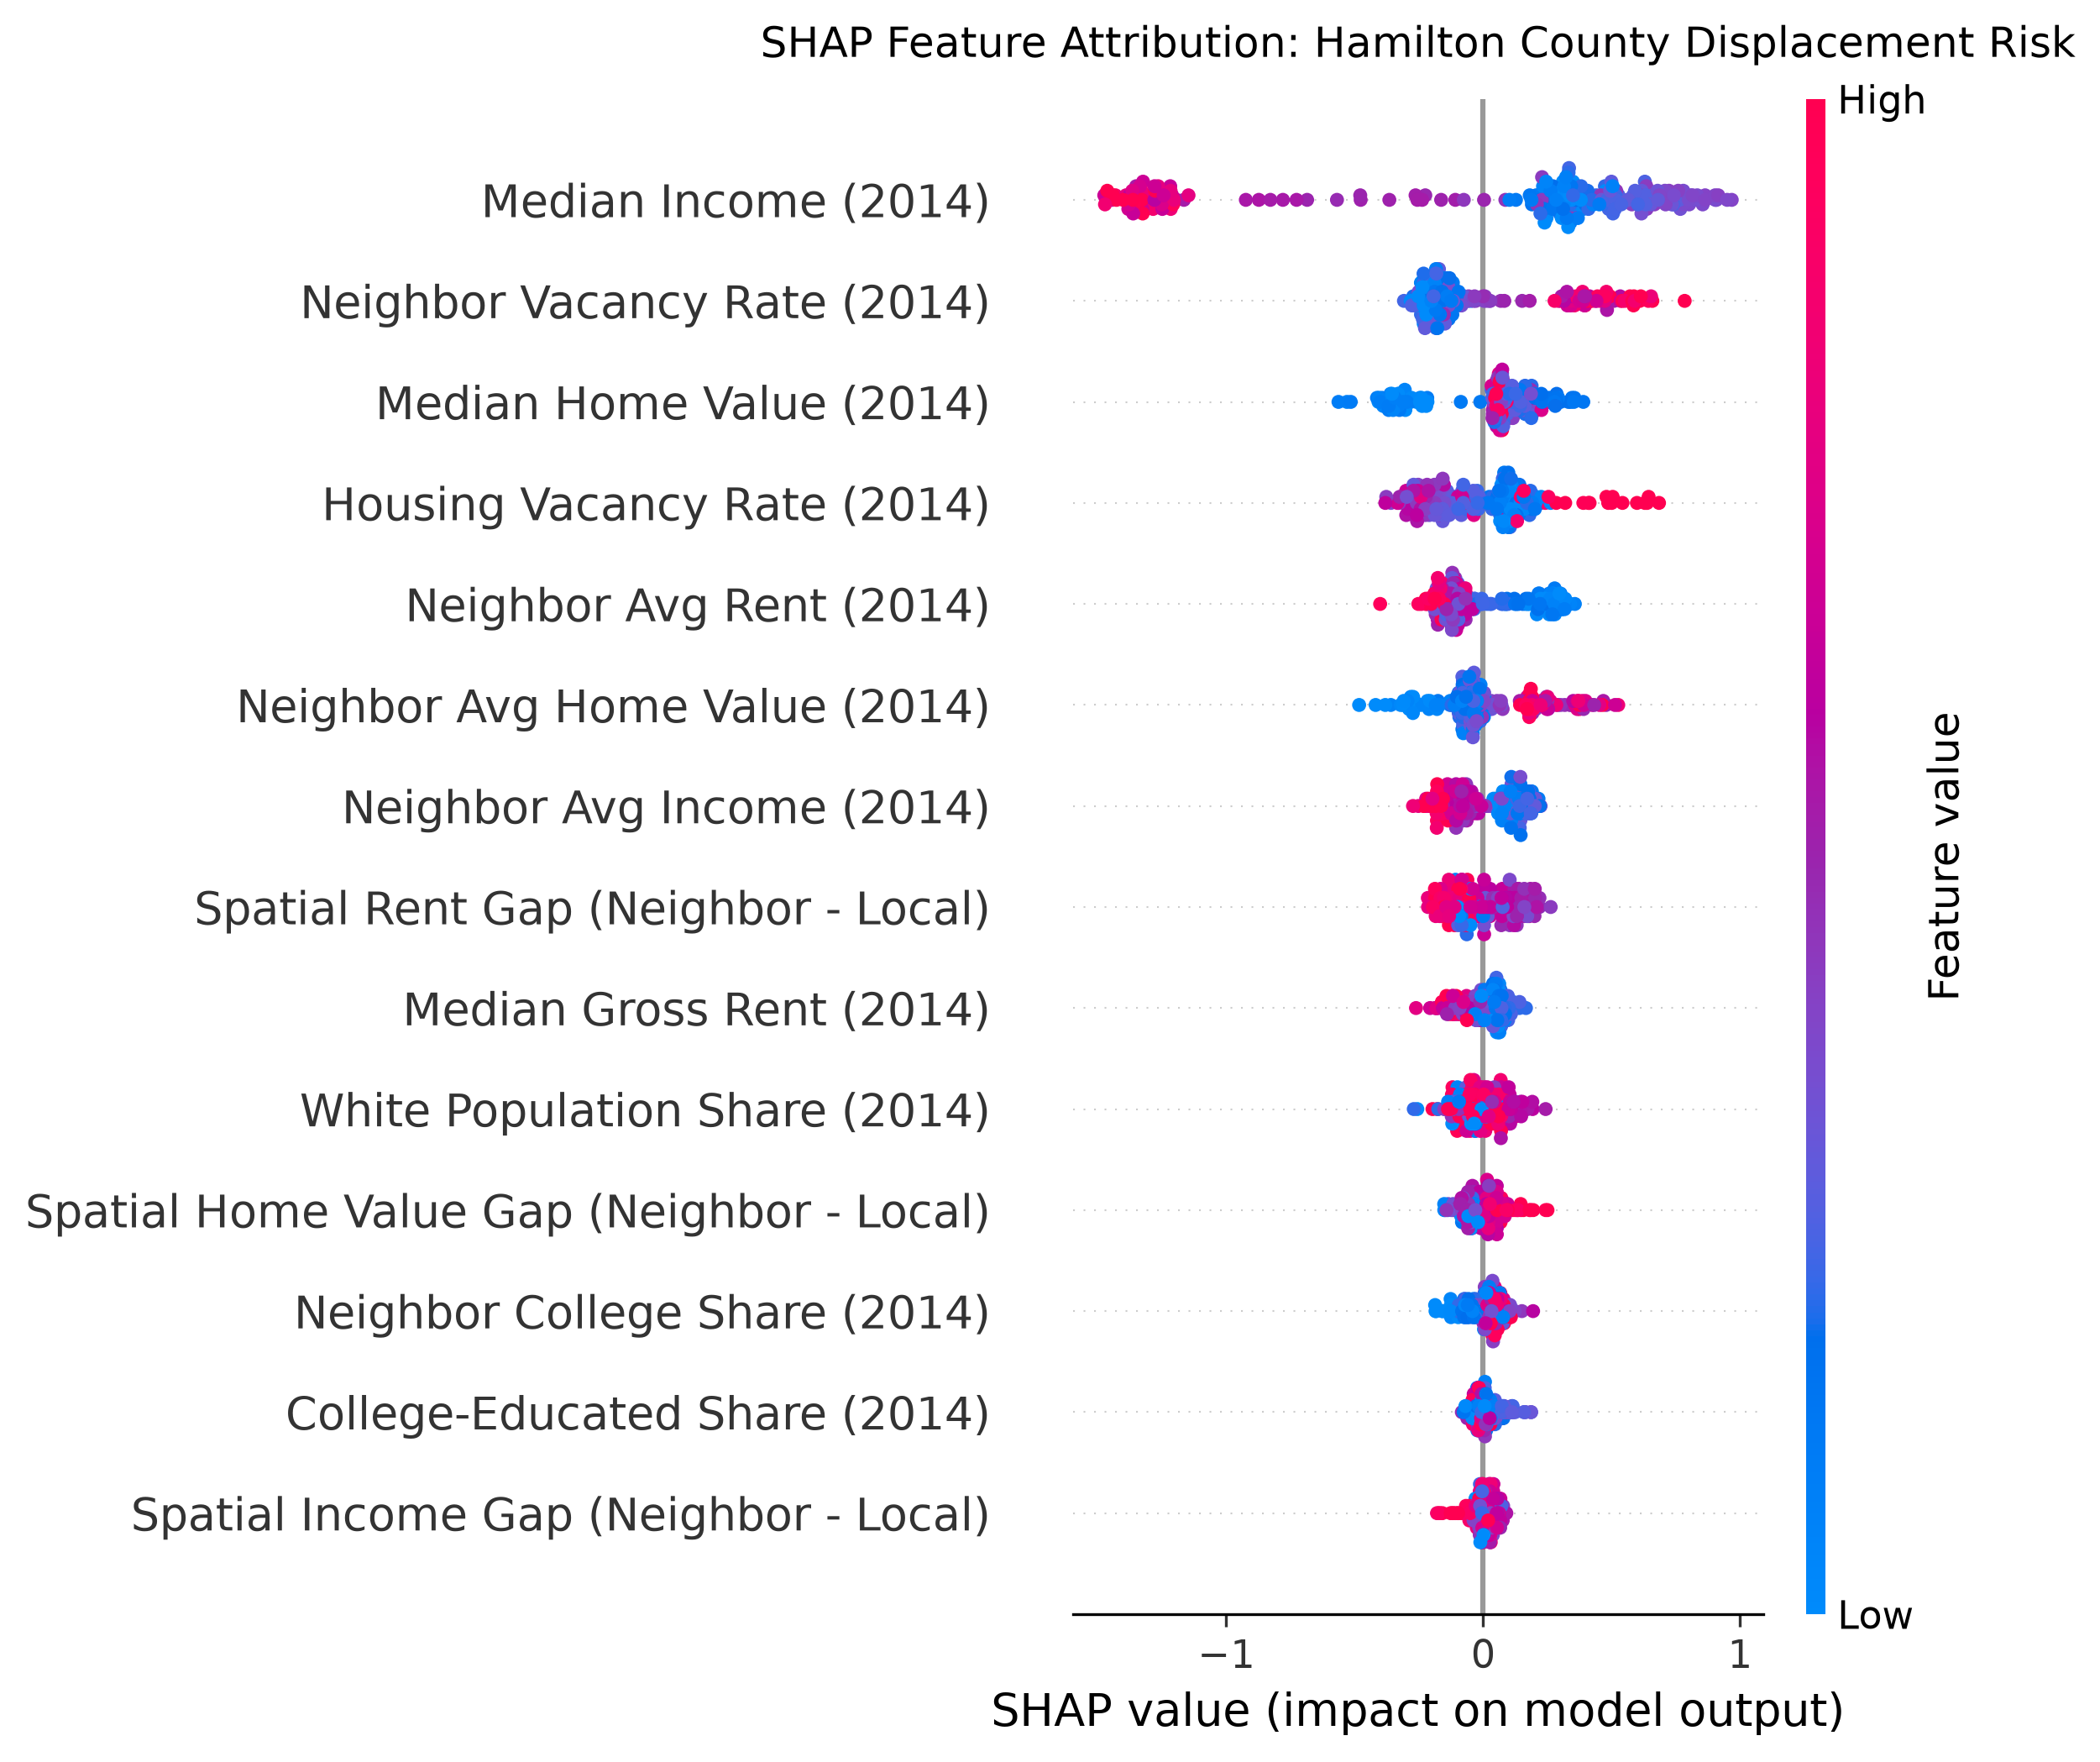 SHAP Feature Attribution: Hamilton County Displacement Risk
High
Median Income (2014)
Neighbor Vacancy Rate (2014)
Median Home Value (2014)
Housing Vacancy Rate (2014)
Neighbor Avg Rent (2014)
Neighbor Avg Home Value (2014)
Neighbor Avg Income (2014)
Spatial Rent Gap (Neighbor - Local)
Median Gross Rent (2014)
White Population Share (2014)
Spatial Home Value Gap (Neighbor - Local)
Neighbor College Share (2014)
College-Educated Share (2014)
Spatial Income Gap (Neighbor - Local)
Feature value
Low
−1 0 1
SHAP value (impact on model output)